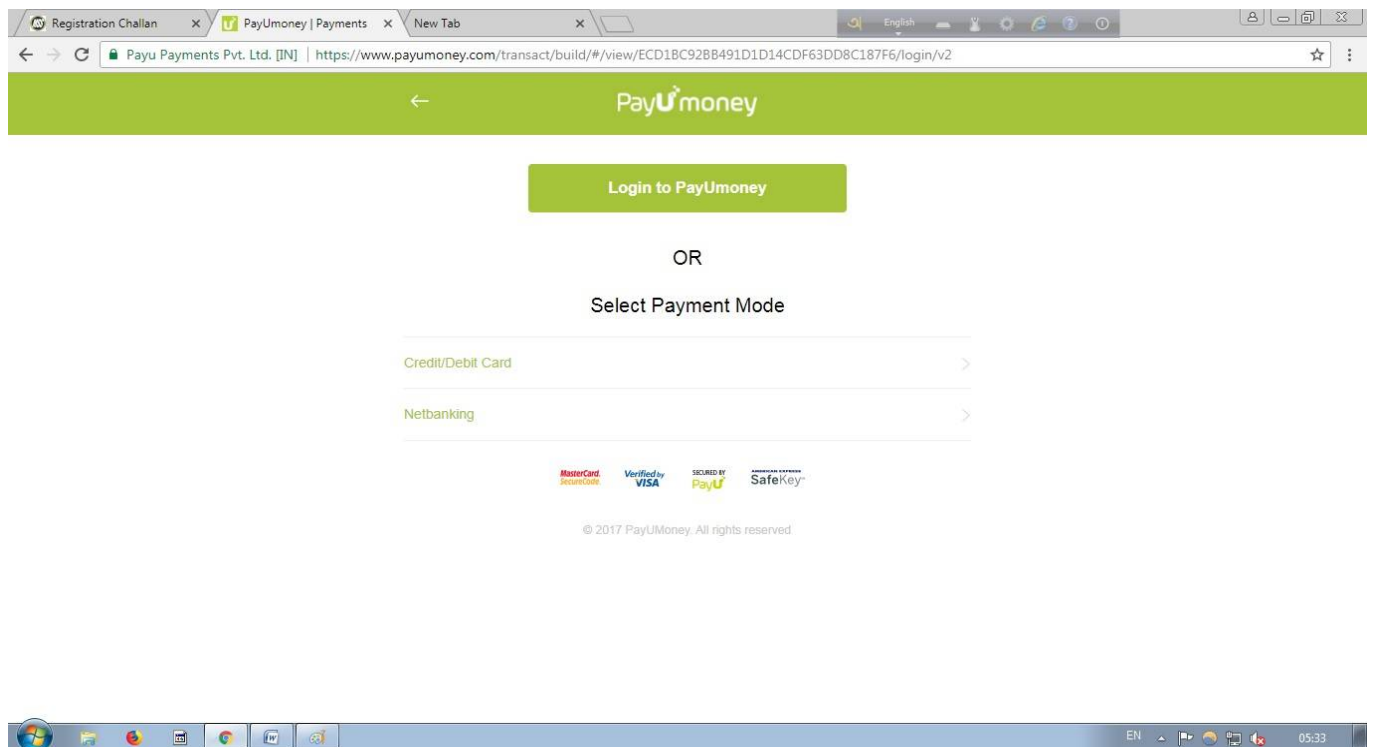 Registration Challan
PayUmoney | Payments
New Tab
English
Payu Payments Pvt. Ltd. [IN] | https://www.payumoney.com/transact/build/#/view/ECD1BC92BB491D1D14CDF63DD8C187F6/login/v2
PayUmoney
Login to PayUmoney
OR
Select Payment Mode
Credit/Debit Card
Netbanking
MasterCard. SecureCode.
Verified by VISA
SECURED BY PayU
AMERICAN EXPRESS SafeKey
© 2017 PayUMoney. All rights reserved
EN
05:33